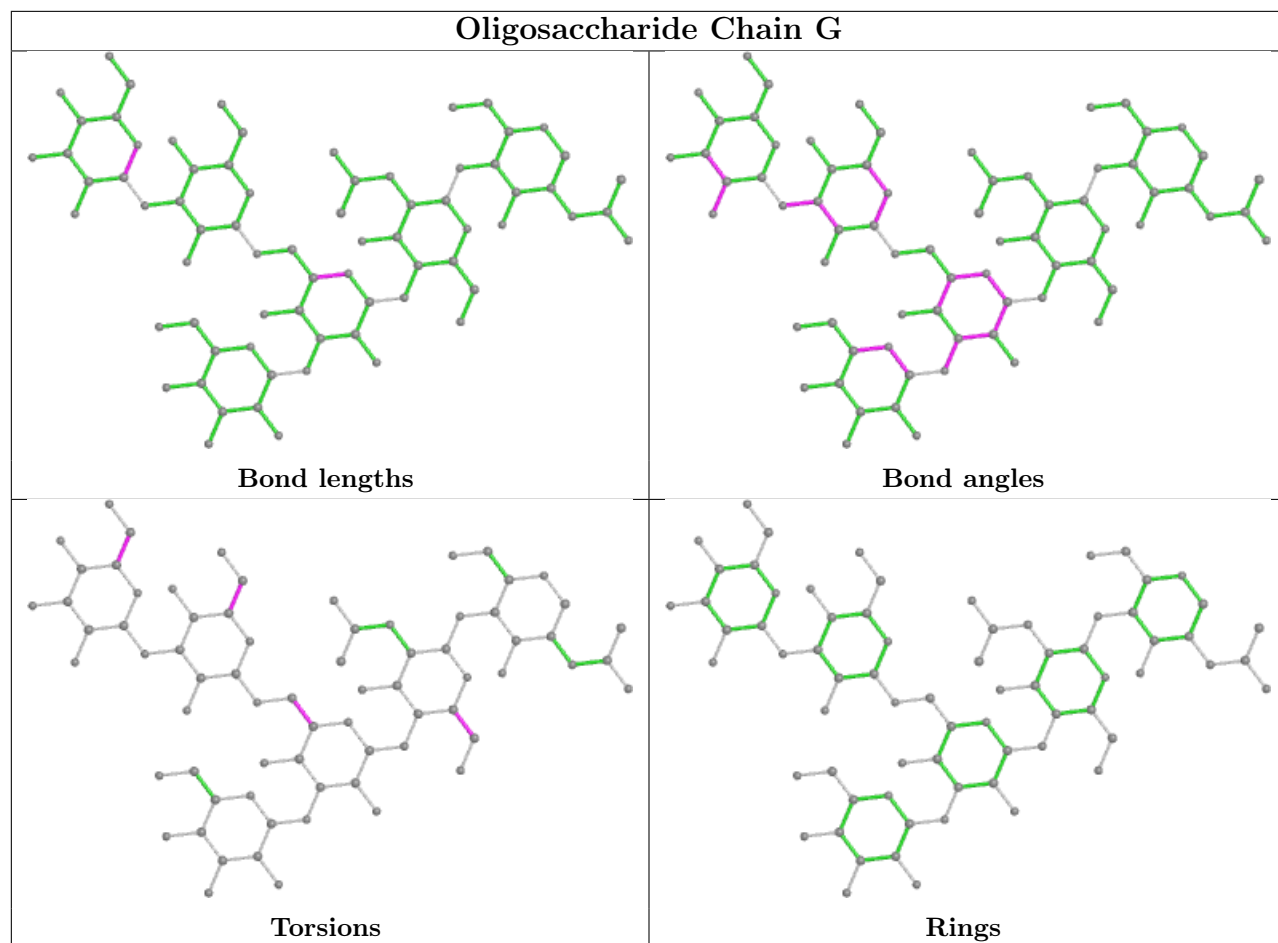 Oligosaccharide Chain G
Bond lengths
Bond angles
Torsions
Rings